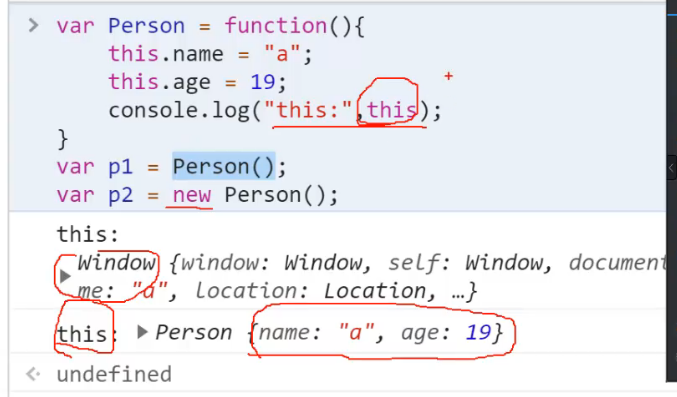 > var Person = function(){
this.name = "a";
this.age = 19;
console.log("this:",this);
}
var p1 = Person();
var p2 = new Person();
this:
Window {window: Window, self: Window, document
me: "a", Location: Location, …}
this: Person {name: "a", age: 19}
undefined